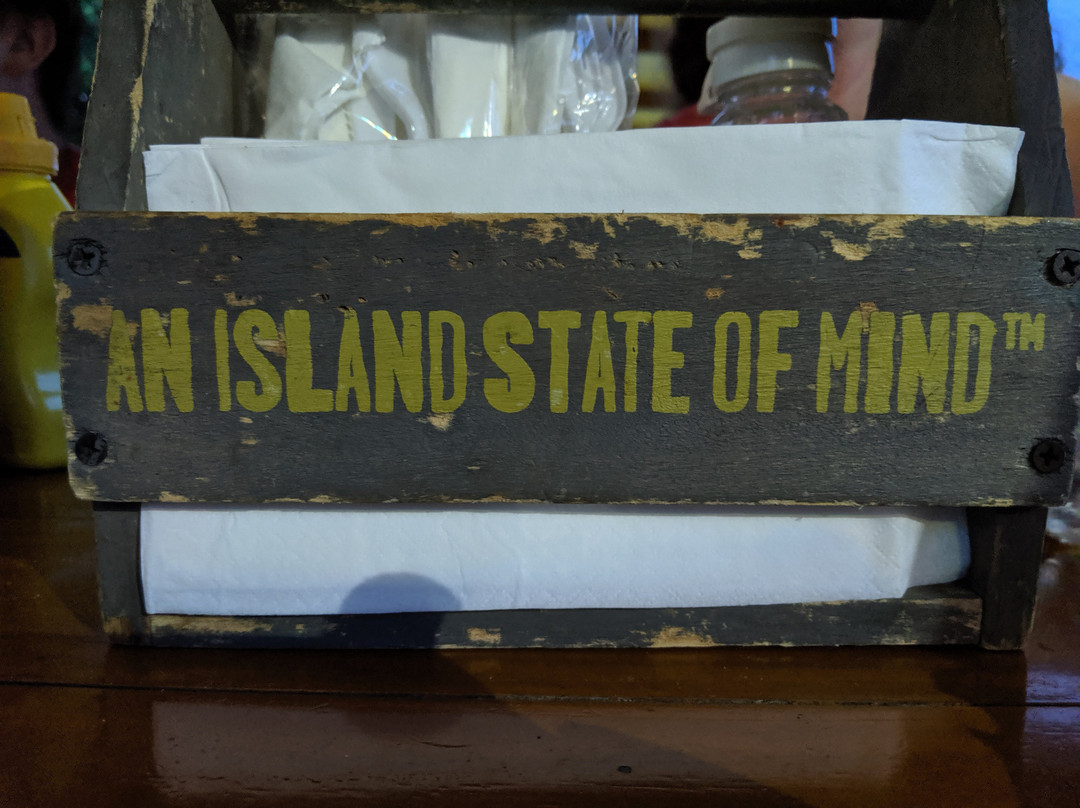 AN ISLAND STATE OF MIND™